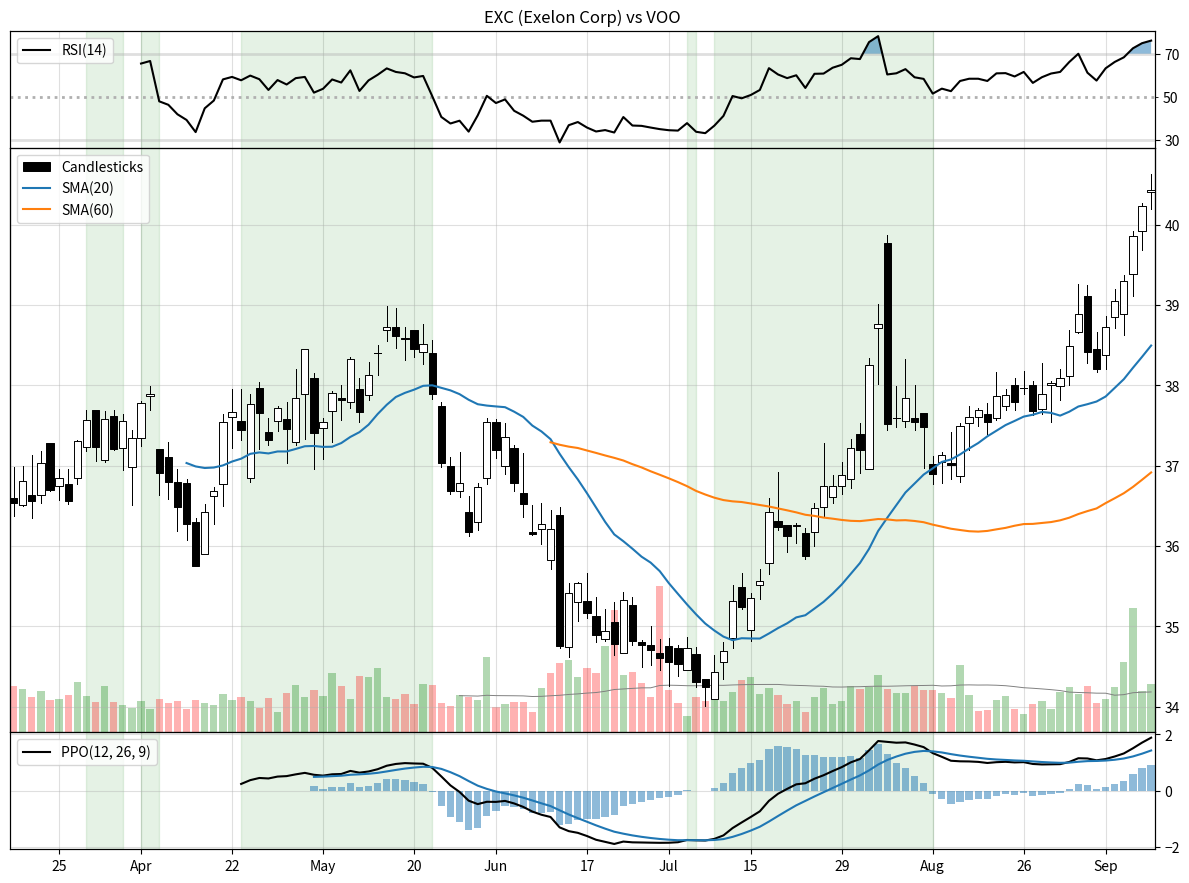 EXC (Exelon Corp) vs VOO
RSI(14)
70
50
30
Candlesticks
SMA(20)
SMA(60)
40
39
38
37
36
35
34
PPO(12, 26, 9)
2
0
−2
25 Apr 22 May 20 Jun 17 Jul 15 29 Aug 26 Sep